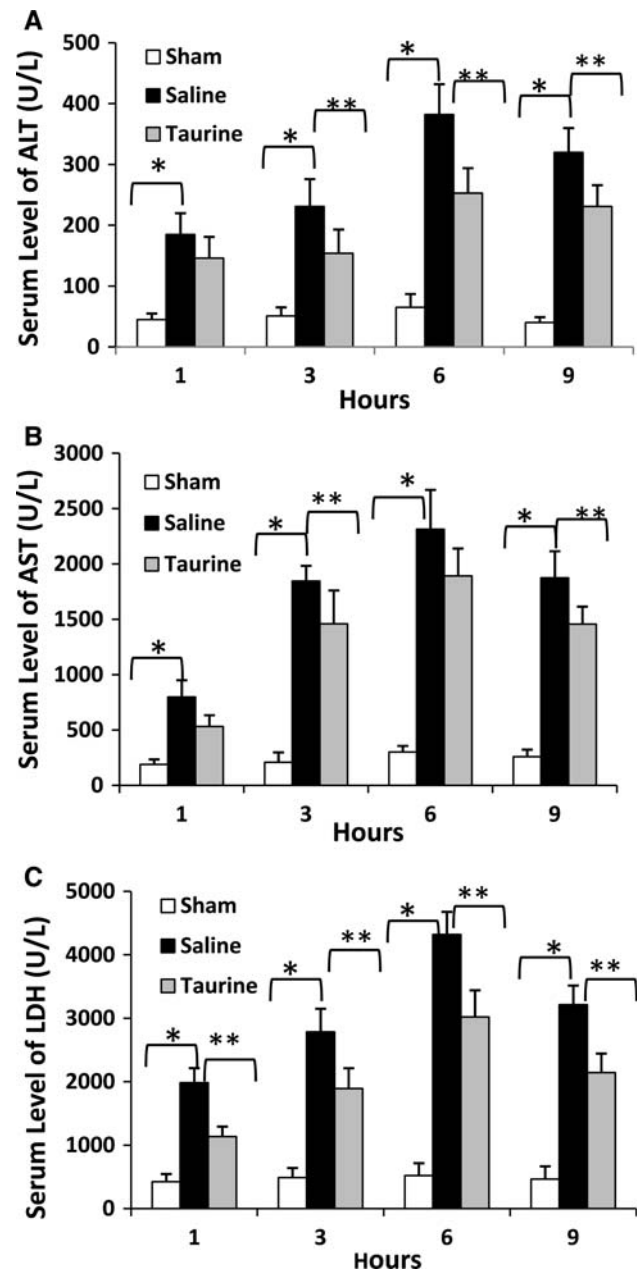 A
Serum Level of ALT (U/L)
500
400
300
200
100
0
Sham
Saline
Taurine
*
* **
* **
* **
1 3 6 9
Hours
B
Serum Level of AST (U/L)
3000
2500
2000
1500
1000
500
0
Sham
Saline
Taurine
*
* **
*
* **
1 3 6 9
Hours
C
Serum Level of LDH (U/L)
5000
4000
3000
2000
1000
0
Sham
Saline
Taurine
* **
* **
* **
* **
1 3 6 9
Hours